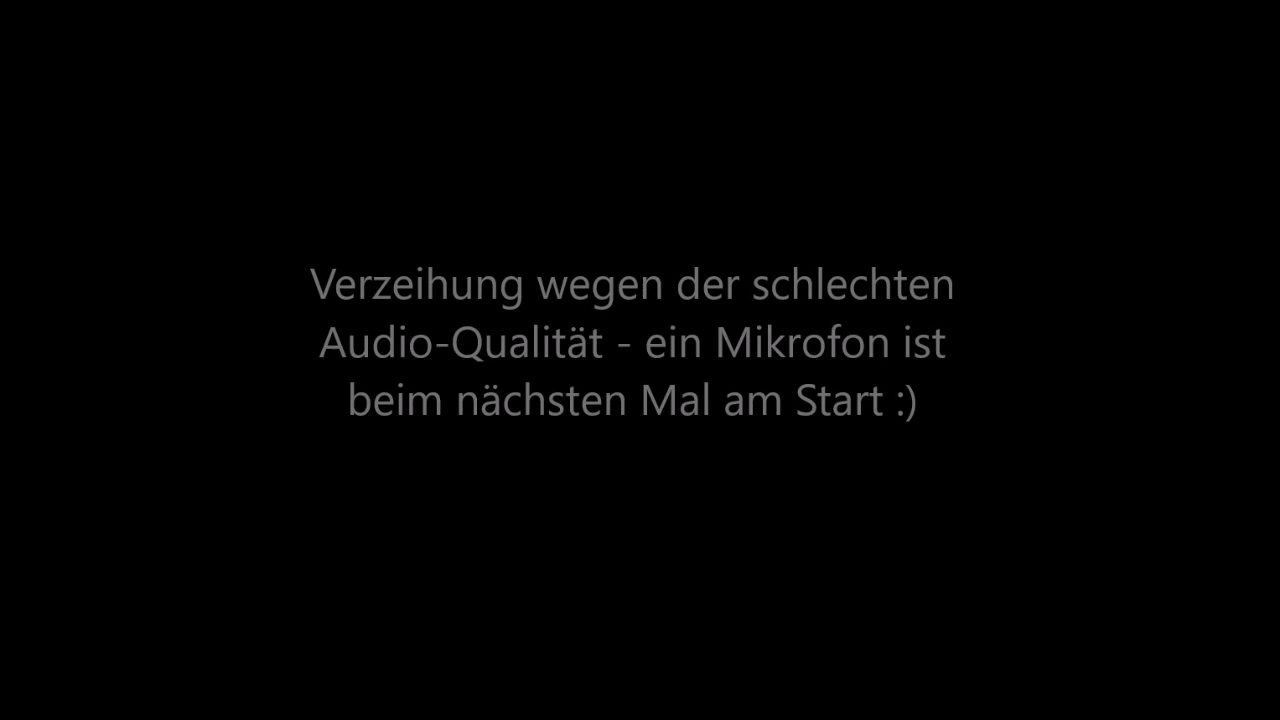 Verzeihung wegen der schlechten
Audio-Qualität - ein Mikrofon ist
beim nächsten Mal am Start :)